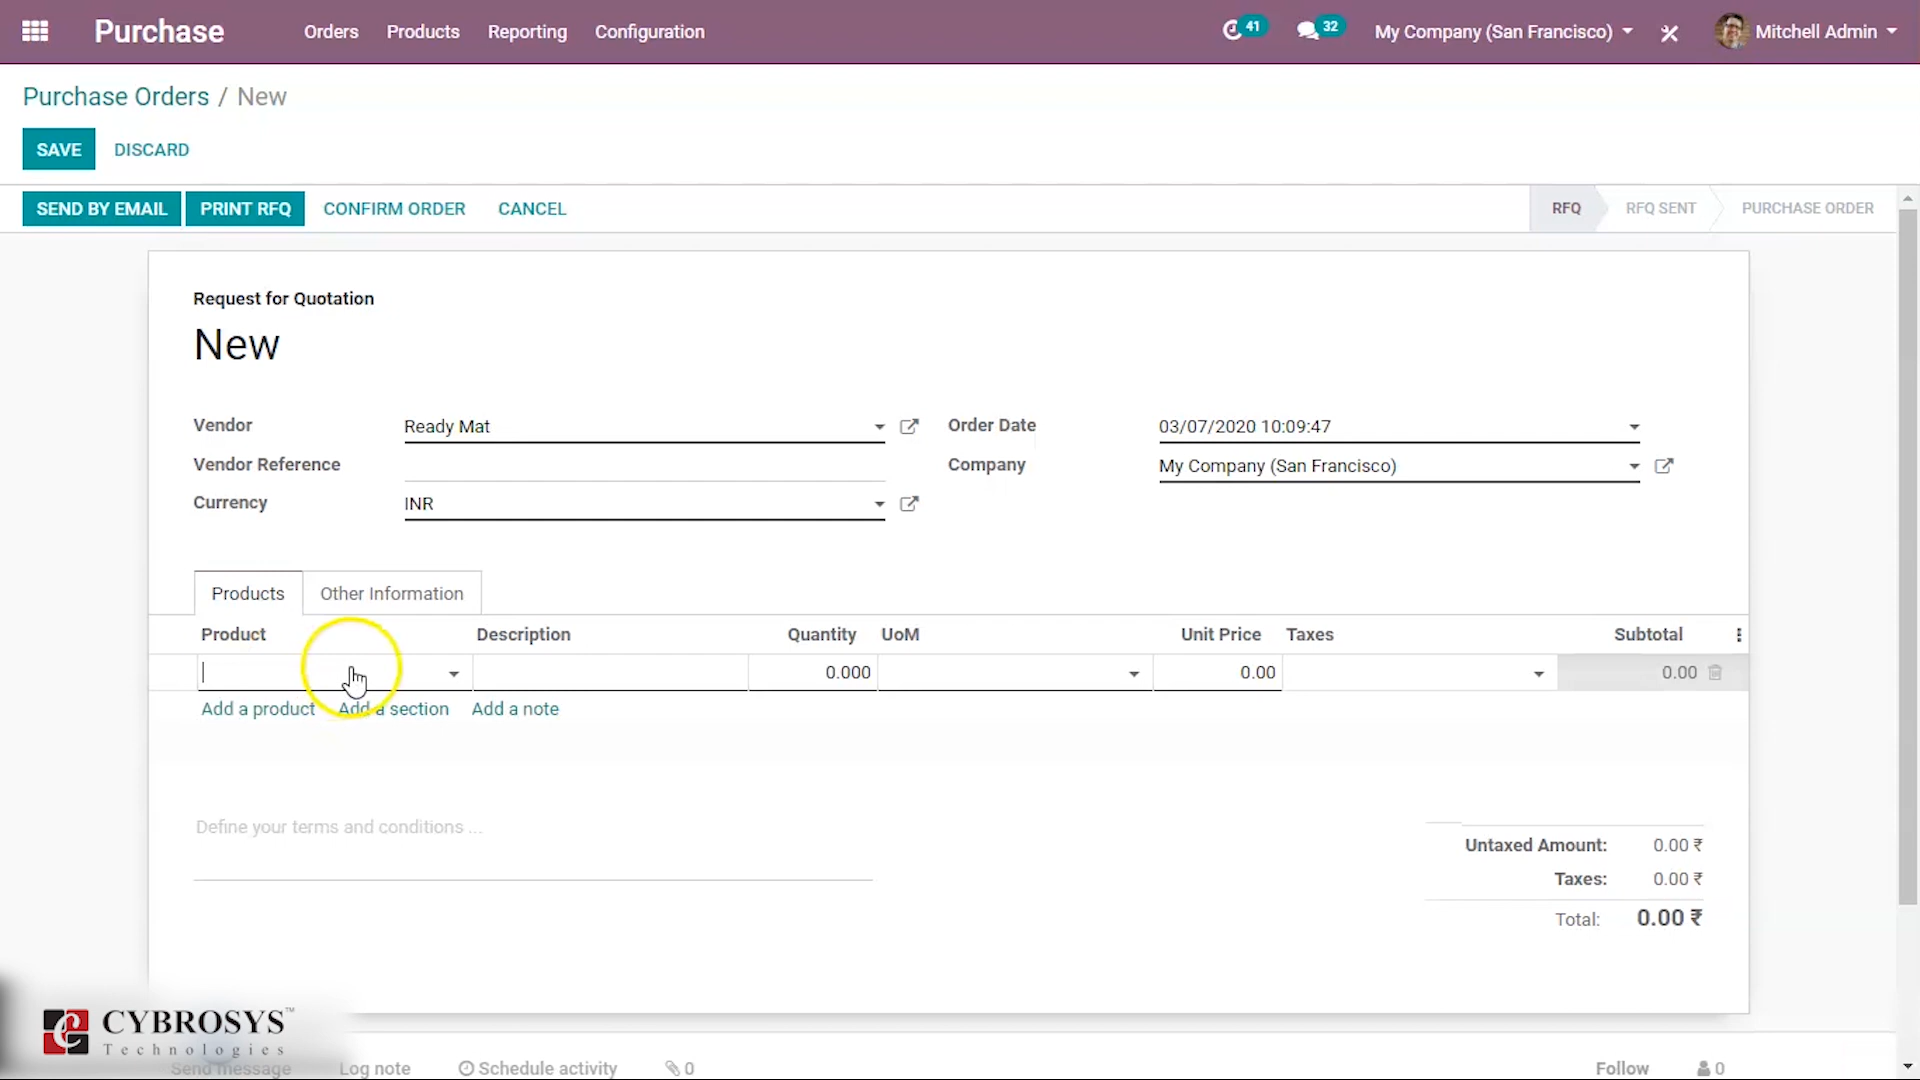 Purchase Orders Products Reporting Configuration 41 32 My Company (San Francisco) Mitchell Admin
Purchase Orders / New
SAVE DISCARD
SEND BY EMAIL PRINT RFQ CONFIRM ORDER CANCEL RFQ RFQ SENT PURCHASE ORDER
Request for Quotation
New
Vendor Ready Mat Order Date 03/07/2020 10:09:47
Vendor Reference Company My Company (San Francisco)
Currency INR
Products Other Information
Product Description Quantity UoM Unit Price Taxes Subtotal
0.000 0.00 0.00
Add a product Add a section Add a note
Define your terms and conditions ...
Untaxed Amount: 0.00 ₹
Taxes: 0.00 ₹
Total: 0.00 ₹
CYBROSYS™
Technologies
Send message Log note Schedule activity 0 Follow 0